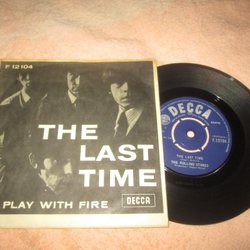 F 12104
THE
LAST
TIME
PLAY WITH FIRE
DECCA
DECCA
THE LAST TIME
THE ROLLING STONES